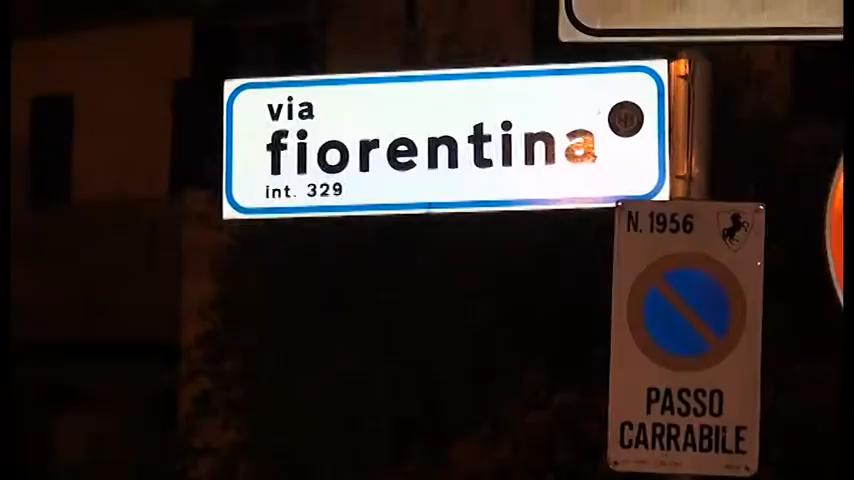 via
fiorentina
int. 329
N. 1956
PASSO
CARRABILE